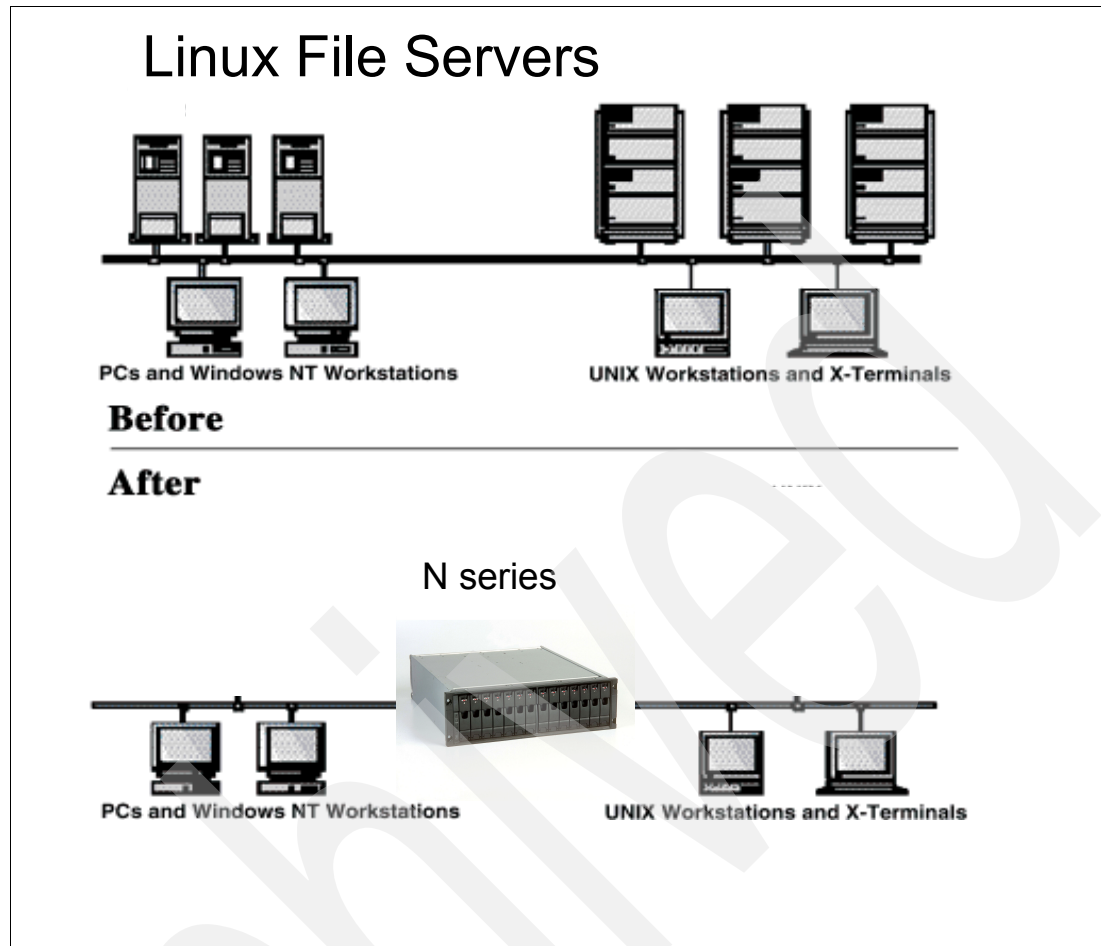 Linux File Servers
PCs and Windows NT Workstations
UNIX Workstations and X-Terminals
Before
After
N series
PCs and Windows NT Workstations
UNIX Workstations and X-Terminals